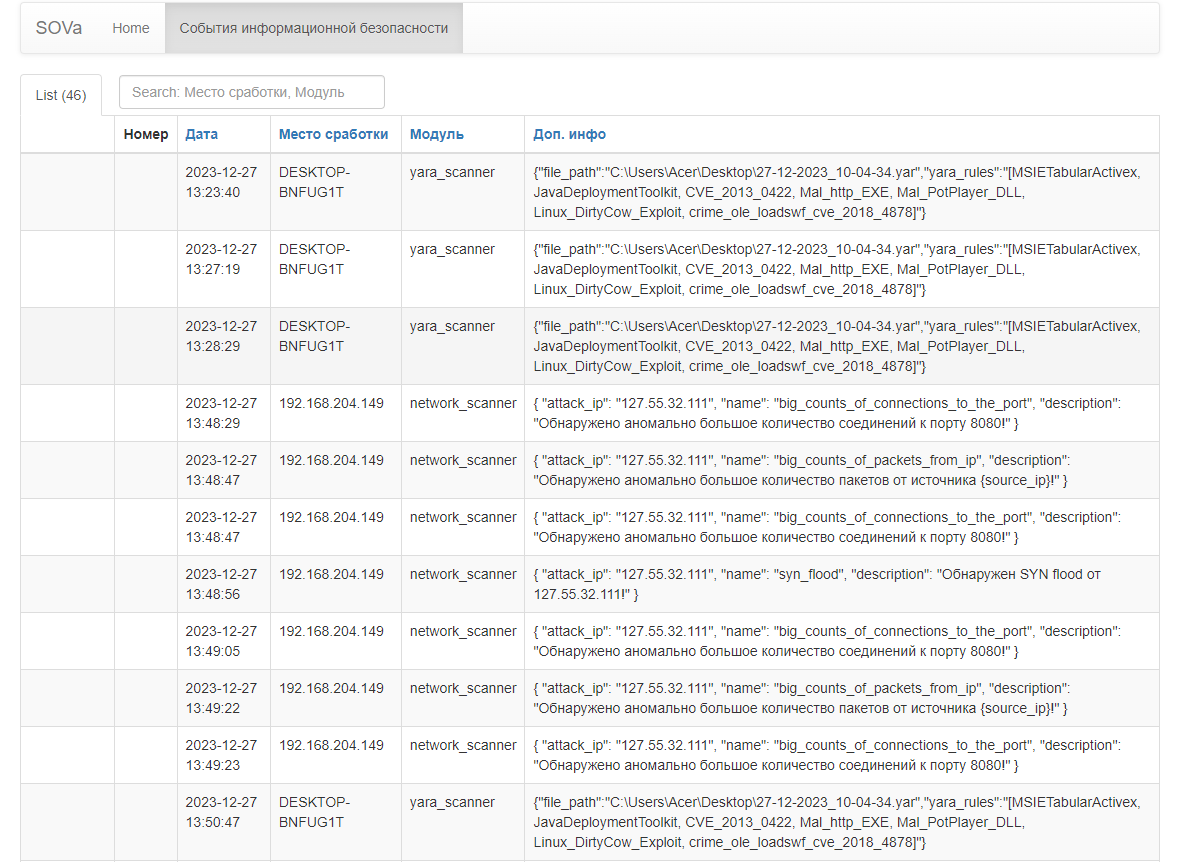 SOVa Home События информационной безопасности
List (46) Search: Место сработки, Модуль
Номер Дата Место сработки Модуль Доп. инфо
2023-12-27 DESKTOP- yara_scanner {"file_path":"C:\Users\Acer\Desktop\27-12-2023_10-04-34.yar","yara_rules":"[MSIETabularActivex,
13:23:40 BNFUG1T JavaDeploymentToolkit, CVE_2013_0422, Mal_http_EXE, Mal_PotPlayer_DLL,
Linux_DirtyCow_Exploit, crime_ole_loadswf_cve_2018_4878]"}
2023-12-27 DESKTOP- yara_scanner {"file_path":"C:\Users\Acer\Desktop\27-12-2023_10-04-34.yar","yara_rules":"[MSIETabularActivex,
13:27:19 BNFUG1T JavaDeploymentToolkit, CVE_2013_0422, Mal_http_EXE, Mal_PotPlayer_DLL,
Linux_DirtyCow_Exploit, crime_ole_loadswf_cve_2018_4878]"}
2023-12-27 DESKTOP- yara_scanner {"file_path":"C:\Users\Acer\Desktop\27-12-2023_10-04-34.yar","yara_rules":"[MSIETabularActivex,
13:28:29 BNFUG1T JavaDeploymentToolkit, CVE_2013_0422, Mal_http_EXE, Mal_PotPlayer_DLL,
Linux_DirtyCow_Exploit, crime_ole_loadswf_cve_2018_4878]"}
2023-12-27 192.168.204.149 network_scanner { "attack_ip": "127.55.32.111", "name": "big_counts_of_connections_to_the_port", "description":
13:48:29 "Обнаружено аномально большое количество соединений к порту 8080!" }
2023-12-27 192.168.204.149 network_scanner { "attack_ip": "127.55.32.111", "name": "big_counts_of_packets_from_ip", "description":
13:48:47 "Обнаружено аномально большое количество пакетов от источника {source_ip}!" }
2023-12-27 192.168.204.149 network_scanner { "attack_ip": "127.55.32.111", "name": "big_counts_of_connections_to_the_port", "description":
13:48:47 "Обнаружено аномально большое количество соединений к порту 8080!" }
2023-12-27 192.168.204.149 network_scanner { "attack_ip": "127.55.32.111", "name": "syn_flood", "description": "Обнаружен SYN flood от
13:48:56 127.55.32.111!" }
2023-12-27 192.168.204.149 network_scanner { "attack_ip": "127.55.32.111", "name": "big_counts_of_connections_to_the_port", "description":
13:49:05 "Обнаружено аномально большое количество соединений к порту 8080!" }
2023-12-27 192.168.204.149 network_scanner { "attack_ip": "127.55.32.111", "name": "big_counts_of_packets_from_ip", "description":
13:49:22 "Обнаружено аномально большое количество пакетов от источника {source_ip}!" }
2023-12-27 192.168.204.149 network_scanner { "attack_ip": "127.55.32.111", "name": "big_counts_of_connections_to_the_port", "description":
13:49:23 "Обнаружено аномально большое количество соединений к порту 8080!" }
2023-12-27 DESKTOP- yara_scanner {"file_path":"C:\Users\Acer\Desktop\27-12-2023_10-04-34.yar","yara_rules":"[MSIETabularActivex,
13:50:47 BNFUG1T JavaDeploymentToolkit, CVE_2013_0422, Mal_http_EXE, Mal_PotPlayer_DLL,
Linux_DirtyCow_Exploit, crime_ole_loadswf_cve_2018_4878]"}